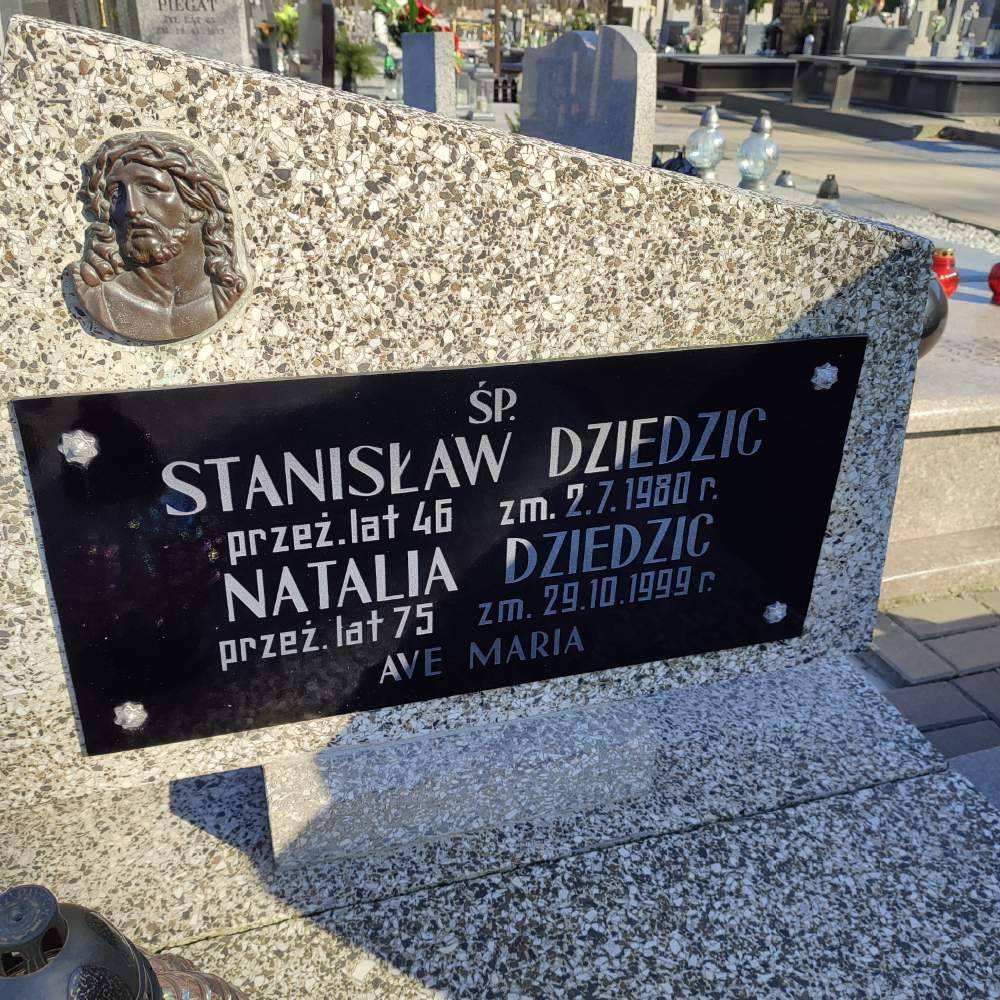 PIEGAT
ŚP.
STANISŁAW DZIEDZIC
przeż. lat 46 zm. 2.7.1980 r.
NATALIA DZIEDZIC
przeż. lat 75 zm. 29.10.1999 r.
AVE MARIA